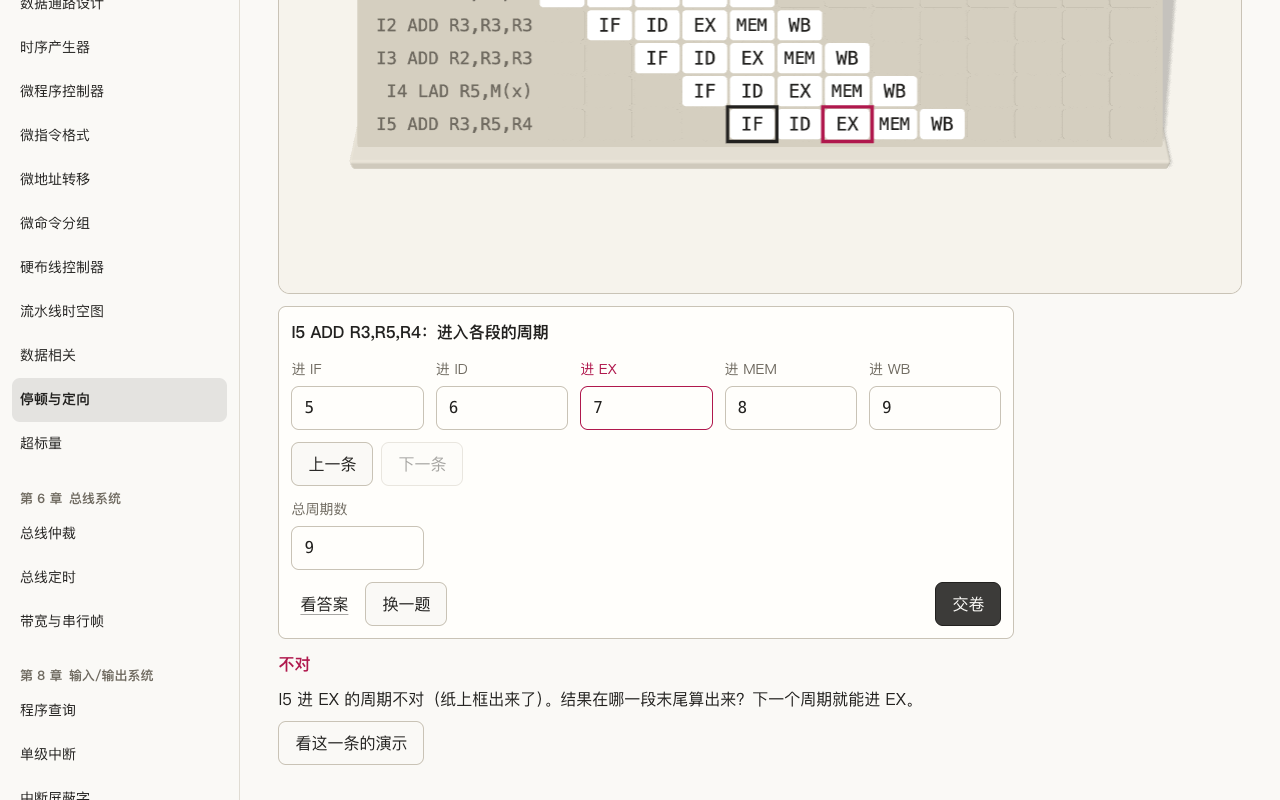 数据通路设计
时序产生器
微程序控制器
微指令格式
微地址转移
微命令分组
硬布线控制器
流水线时空图
数据相关
停顿与定向
超标量
第 6 章 总线系统
总线仲裁
总线定时
带宽与串行帧
第 8 章 输入/输出系统
程序查询
单级中断
中断屏蔽字
I2 ADD R3,R3,R3 IF ID EX MEM WB
I3 ADD R2,R3,R3 IF ID EX MEM WB
I4 LAD R5,M(x) IF ID EX MEM WB
I5 ADD R3,R5,R4 IF ID EX MEM WB
I5 ADD R3,R5,R4：进入各段的周期
进 IF 进 ID 进 EX 进 MEM 进 WB
5 6 7 8 9
上一条 下一条
总周期数
9
看答案 换一题 交卷
不对
I5 进 EX 的周期不对（纸上框出来了）。结果在哪一段末尾算出来？下一个周期就能进 EX。
看这一条的演示